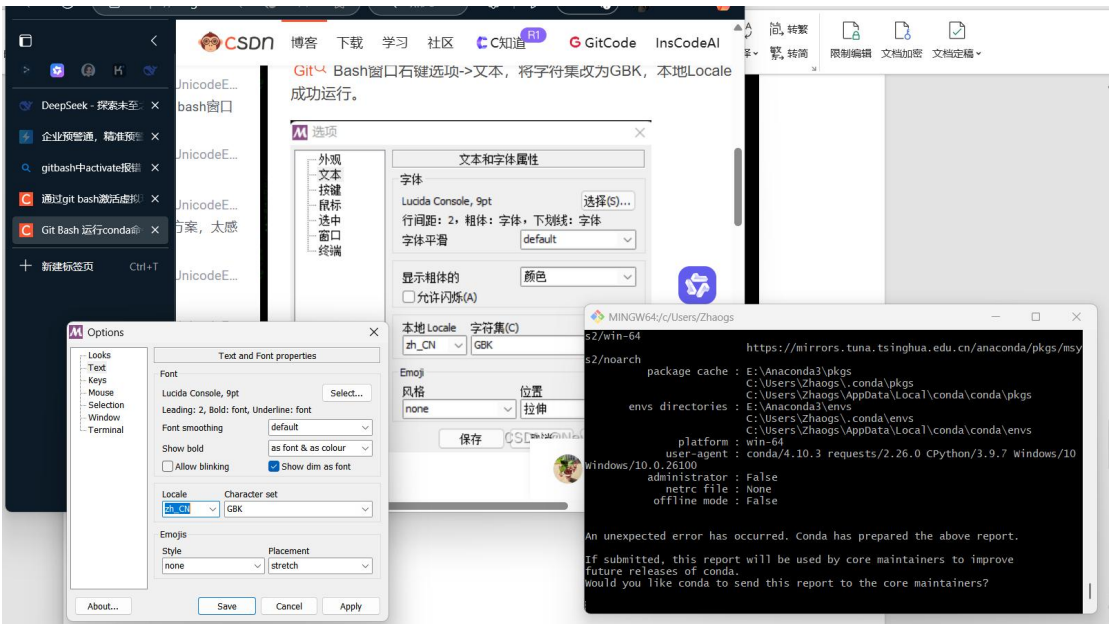 CSDN 博客 下载 学习 社区 C知道 R1 GitCode InsCodeAI
简 转繁
繁 转简
限制编辑 文档加密 文档定稿
DeepSeek - 探索未至
企业预警通，精准预警
gitbash中activate报错
通过git bash激活虚拟
Git Bash 运行conda命
新建标签页 Ctrl+T
UnicodeE...
bash窗口
UnicodeE...
UnicodeE...
方案，太感
UnicodeE...
Git Bash窗口右键选项->文本，将字符集改为GBK，本地Locale
成功运行。
选项
外观
文本
按键
鼠标
选中
窗口
终端
文本和字体属性
字体
Lucida Console, 9pt 选择(S)...
行间距：2，粗体：字体，下划线：字体
字体平滑 default
显示粗体的 颜色
允许闪烁(A)
本地 Locale 字符集(C)
zh_CN GBK
Emoji
风格 位置
none 拉伸
保存
Options
Looks
Text
Keys
Mouse
Selection
Window
Terminal
Text and Font properties
Font
Lucida Console, 9pt Select...
Leading: 2, Bold: font, Underline: font
Font smoothing default
Show bold as font & as colour
Allow blinking Show dim as font
Locale Character set
zh_CN GBK
Emojis
Style Placement
none stretch
About... Save Cancel Apply
MINGW64:/c/Users/Zhaogs
s2/win-64
https://mirrors.tuna.tsinghua.edu.cn/anaconda/pkgs/msy
s2/noarch
package cache : E:\Anaconda3\pkgs
C:\Users\Zhaogs\.conda\pkgs
C:\Users\Zhaogs\AppData\Local\conda\conda\pkgs
envs directories : E:\Anaconda3\envs
C:\Users\Zhaogs\.conda\envs
C:\Users\Zhaogs\AppData\Local\conda\conda\envs
platform : win-64
user-agent : conda/4.10.3 requests/2.26.0 CPython/3.9.7 Windows/10
Windows/10.0.26100
administrator : False
netrc file : None
offline mode : False
An unexpected error has occurred. Conda has prepared the above report.
If submitted, this report will be used by core maintainers to improve
future releases of conda.
Would you like conda to send this report to the core maintainers?